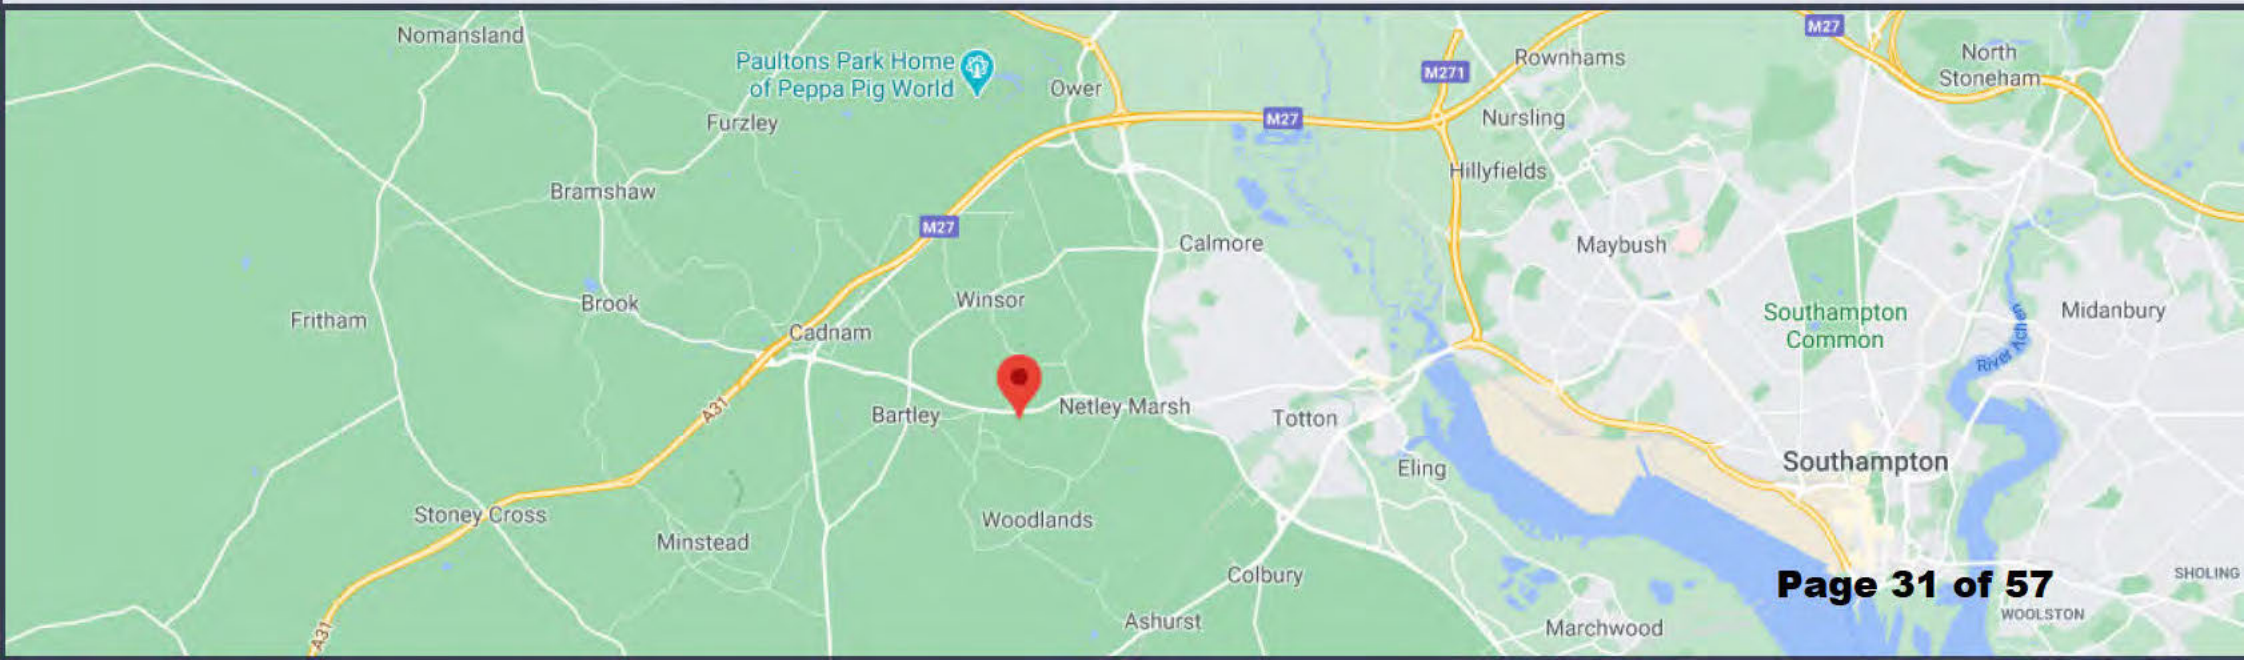 Nomansland
M27
North
Stoneham
Rownhams
Paultons Park Home
of Peppa Pig World
M271
Ower
Furzley
M27
Nursling
Hillyfields
Bramshaw
M27
Calmore
Maybush
Winsor
Brook
Fritham
Cadnam
Southampton
Common
Midanbury
River Itchen
A31
Bartley
Netley Marsh
Totton
Eling
Southampton
Stoney Cross
Woodlands
Minstead
Colbury
Page 31 of 57
SHOLING
WOOLSTON
Ashurst
Marchwood
A31